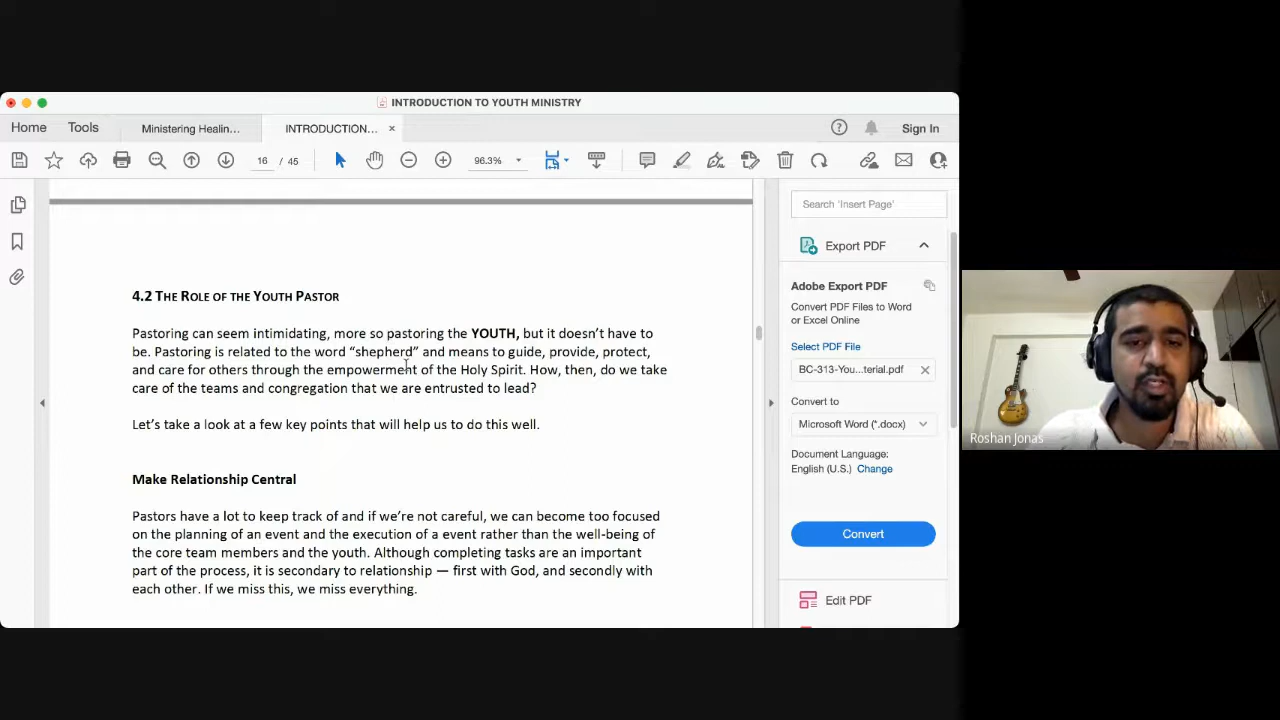 INTRODUCTION TO YOUTH MINISTRY
Home
Tools
Ministering Healin...
INTRODUCTION...
Sign In
16 / 45
96.3%
4.2 THE ROLE OF THE YOUTH PASTOR
Pastoring can seem intimidating, more so pastoring the YOUTH, but it doesn't have to
be. Pastoring is related to the word “shepherd” and means to guide, provide, protect,
and care for others through the empowerment of the Holy Spirit. How, then, do we take
care of the teams and congregation that we are entrusted to lead?
Let's take a look at a few key points that will help us to do this well.
Make Relationship Central
Pastors have a lot to keep track of and if we're not careful, we can become too focused
on the planning of an event and the execution of a event rather than the well-being of
the core team members and the youth. Although completing tasks are an important
part of the process, it is secondary to relationship — first with God, and secondly with
each other. If we miss this, we miss everything.
Search 'Insert Page'
Export PDF
Adobe Export PDF
Convert PDF Files to Word
or Excel Online
Select PDF File
BC-313-You...terial.pdf
Convert to
Microsoft Word (*.docx)
Document Language:
English (U.S.) Change
Convert
Edit PDF
Roshan Jonas